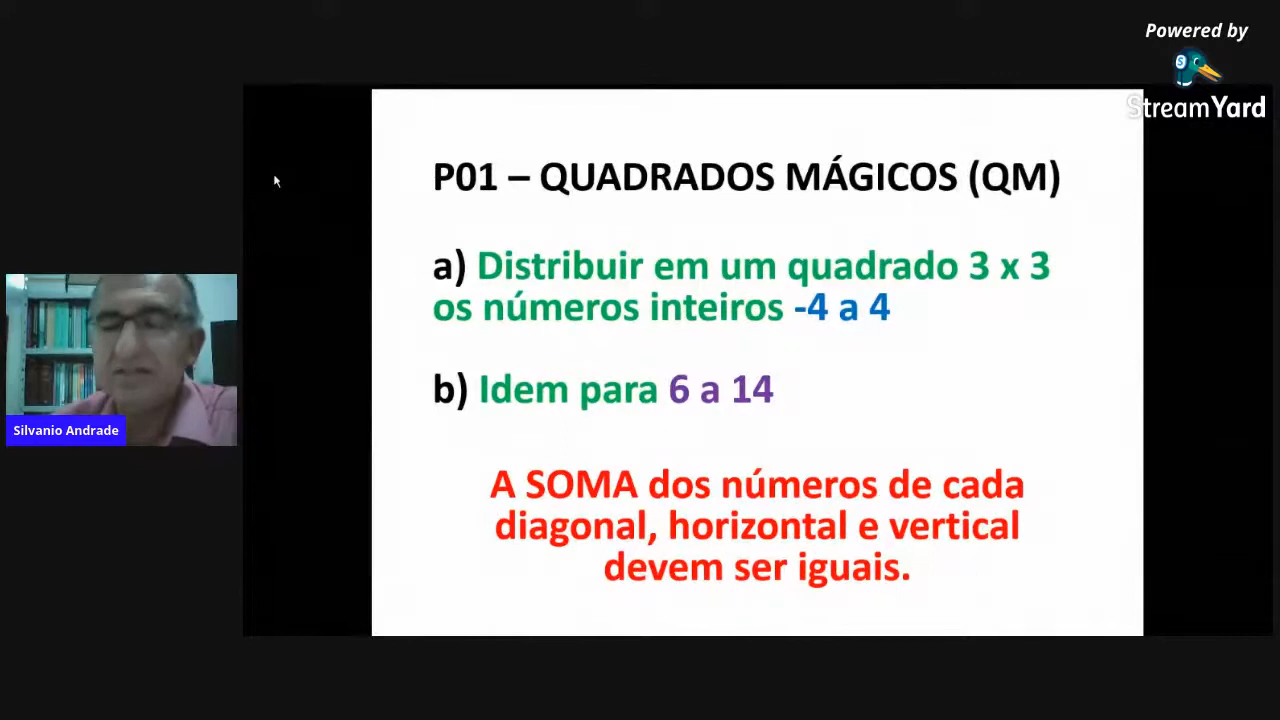 Powered by
StreamYard
P01 – QUADRADOS MÁGICOS (QM)
a) Distribuir em um quadrado 3 x 3
os números inteiros -4 a 4
b) Idem para 6 a 14
A SOMA dos números de cada
diagonal, horizontal e vertical
devem ser iguais.
Silvanio Andrade